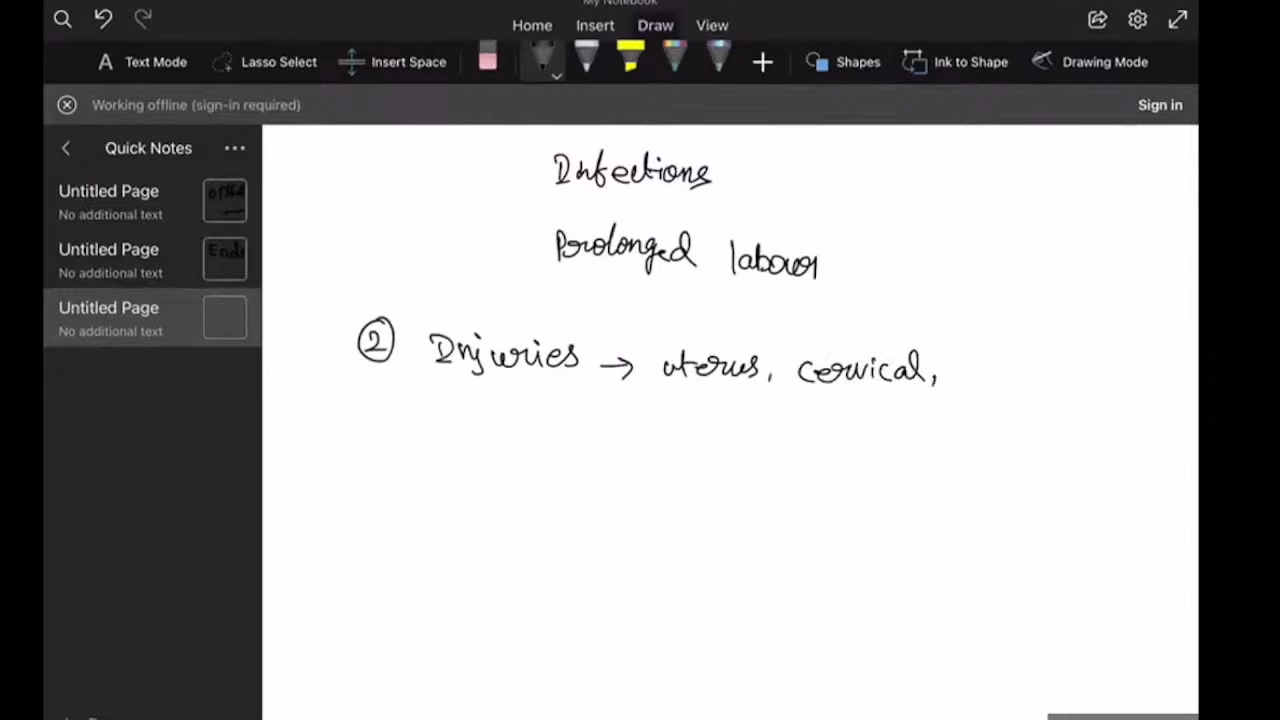 My Notebook
Home Insert Draw View
Text Mode Lasso Select Insert Space Shapes Ink to Shape Drawing Mode
Working offline (sign-in required) Sign in
Quick Notes
Untitled Page
No additional text
Untitled Page
No additional text
Untitled Page
No additional text
Infections
Prolonged labour
2 Injuries → uterus, cervical,